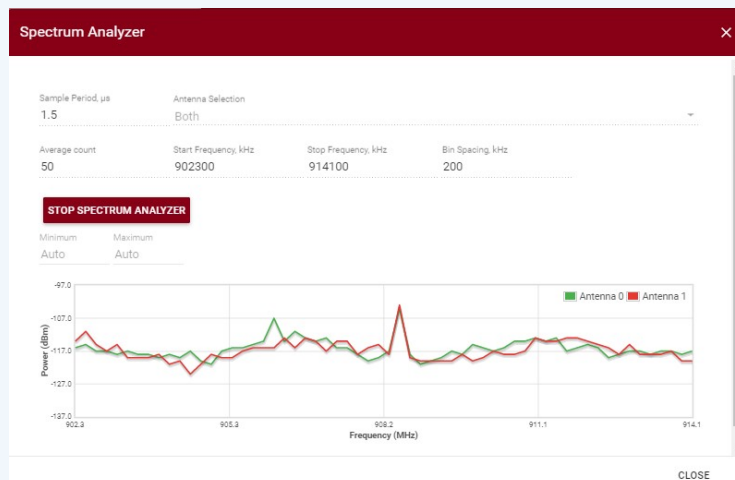 Spectrum Analyzer
Sample Period, µs Antenna Selection
1.5 Both
Average count Start Frequency, kHz Stop Frequency, kHz Bin Spacing, kHz
50 902300 914100 200
STOP SPECTRUM ANALYZER
Minimum Maximum
Auto Auto
-97.0
Antenna 0 Antenna 1
-107.0
Power (dBm)
-117.0
-127.0
-137.0
902.3 905.3 908.2 911.1 914.1
Frequency (MHz)
CLOSE